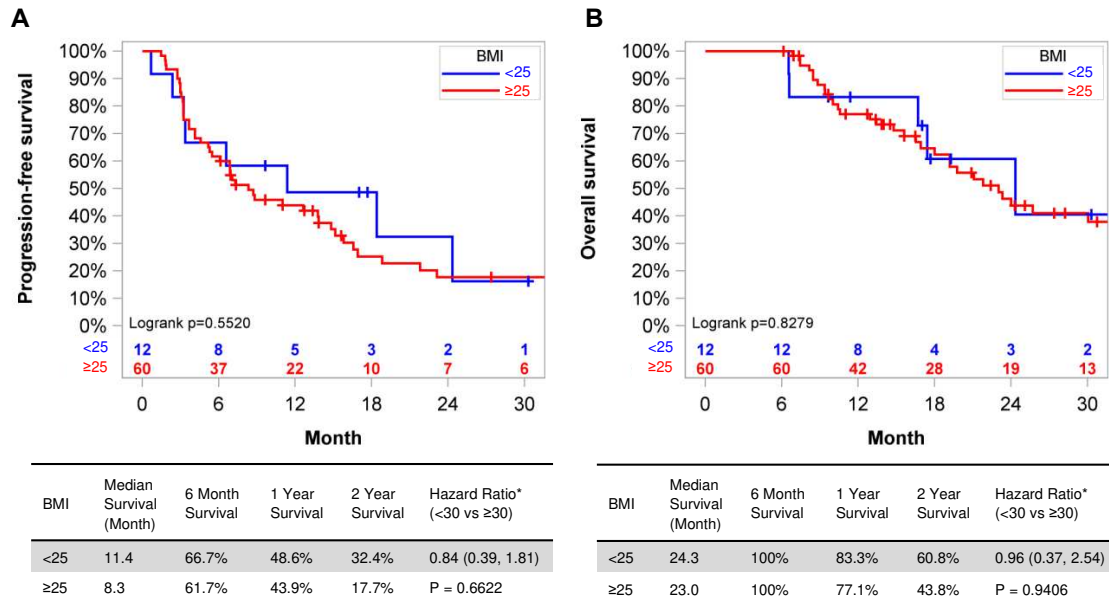 A
B
100%
90%
80%
70%
60%
50%
40%
30%
20%
10%
0%
Progression-free survival
BMI
<25
≥25
Logrank p=0.5520
<25 12 8 5 3 2 1
≥25 60 37 22 10 7 6
0 6 12 18 24 30
Month
100%
90%
80%
70%
60%
50%
40%
30%
20%
10%
0%
Overall survival
BMI
<25
≥25
Logrank p=0.8279
<25 12 12 8 4 3 2
≥25 60 60 42 28 19 13
0 6 12 18 24 30
Month
BMI
Median
Survival
(Month)
6 Month
Survival
1 Year
Survival
2 Year
Survival
Hazard Ratio*
(<30 vs ≥30)
<25 11.4 66.7% 48.6% 32.4% 0.84 (0.39, 1.81)
≥25 8.3 61.7% 43.9% 17.7% P = 0.6622
BMI
Median
Survival
(Month)
6 Month
Survival
1 Year
Survival
2 Year
Survival
Hazard Ratio*
(<30 vs ≥30)
<25 24.3 100% 83.3% 60.8% 0.96 (0.37, 2.54)
≥25 23.0 100% 77.1% 43.8% P = 0.9406